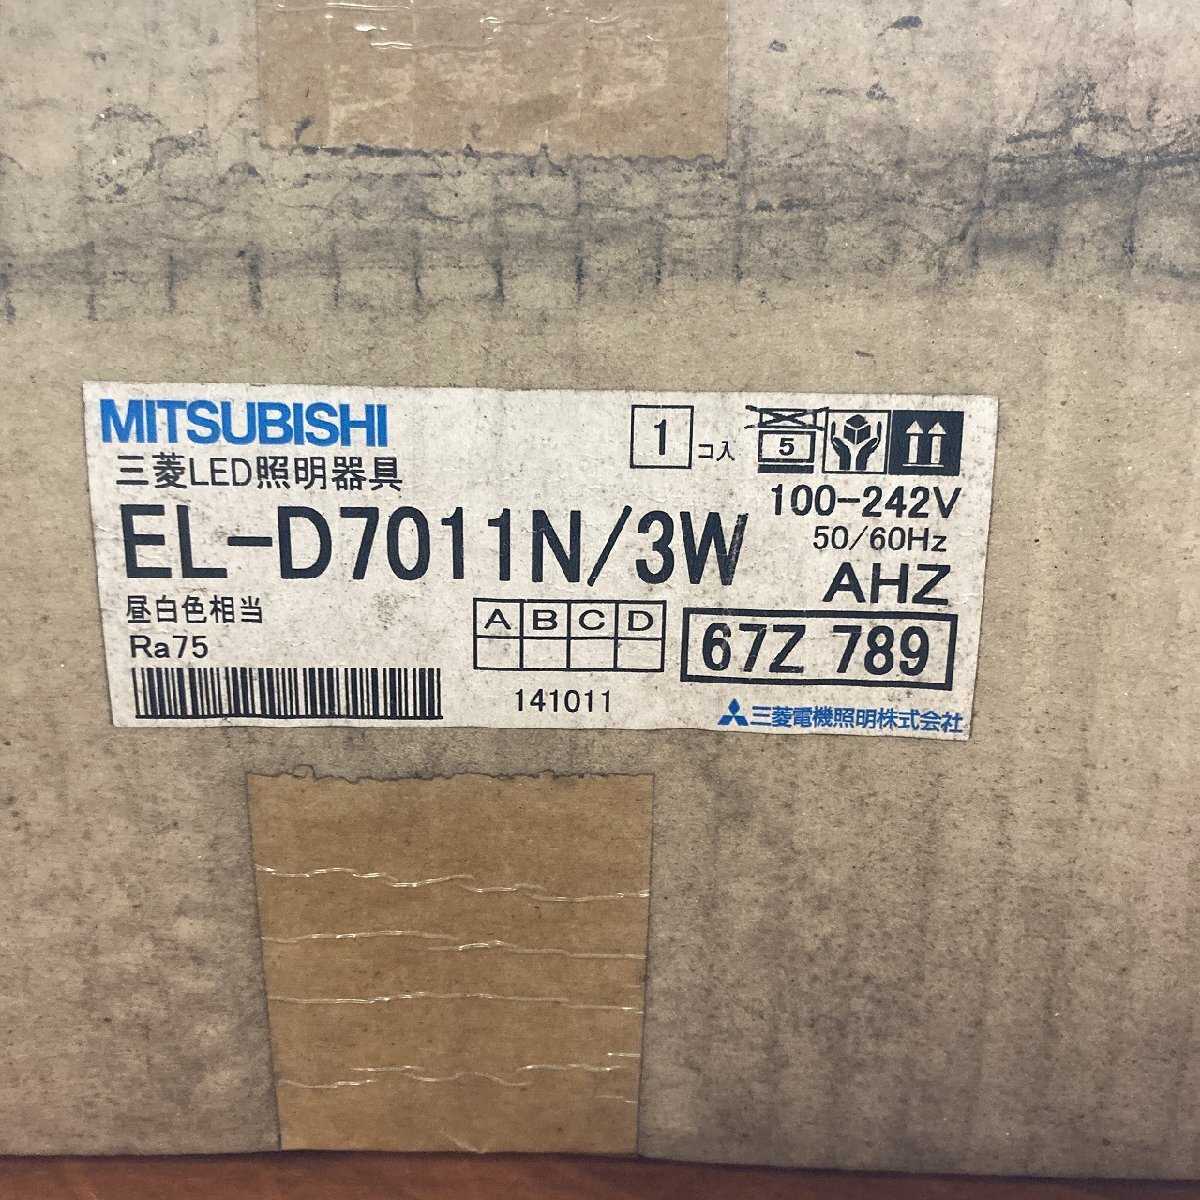 MITSUBISHI
三菱LED照明器具
1 コ入
5
EL-D7011N/3W
100-242V
50/60Hz
AHZ
昼白色相当
Ra75
A B C D
67Z 789
141011
三菱電機照明株式会社